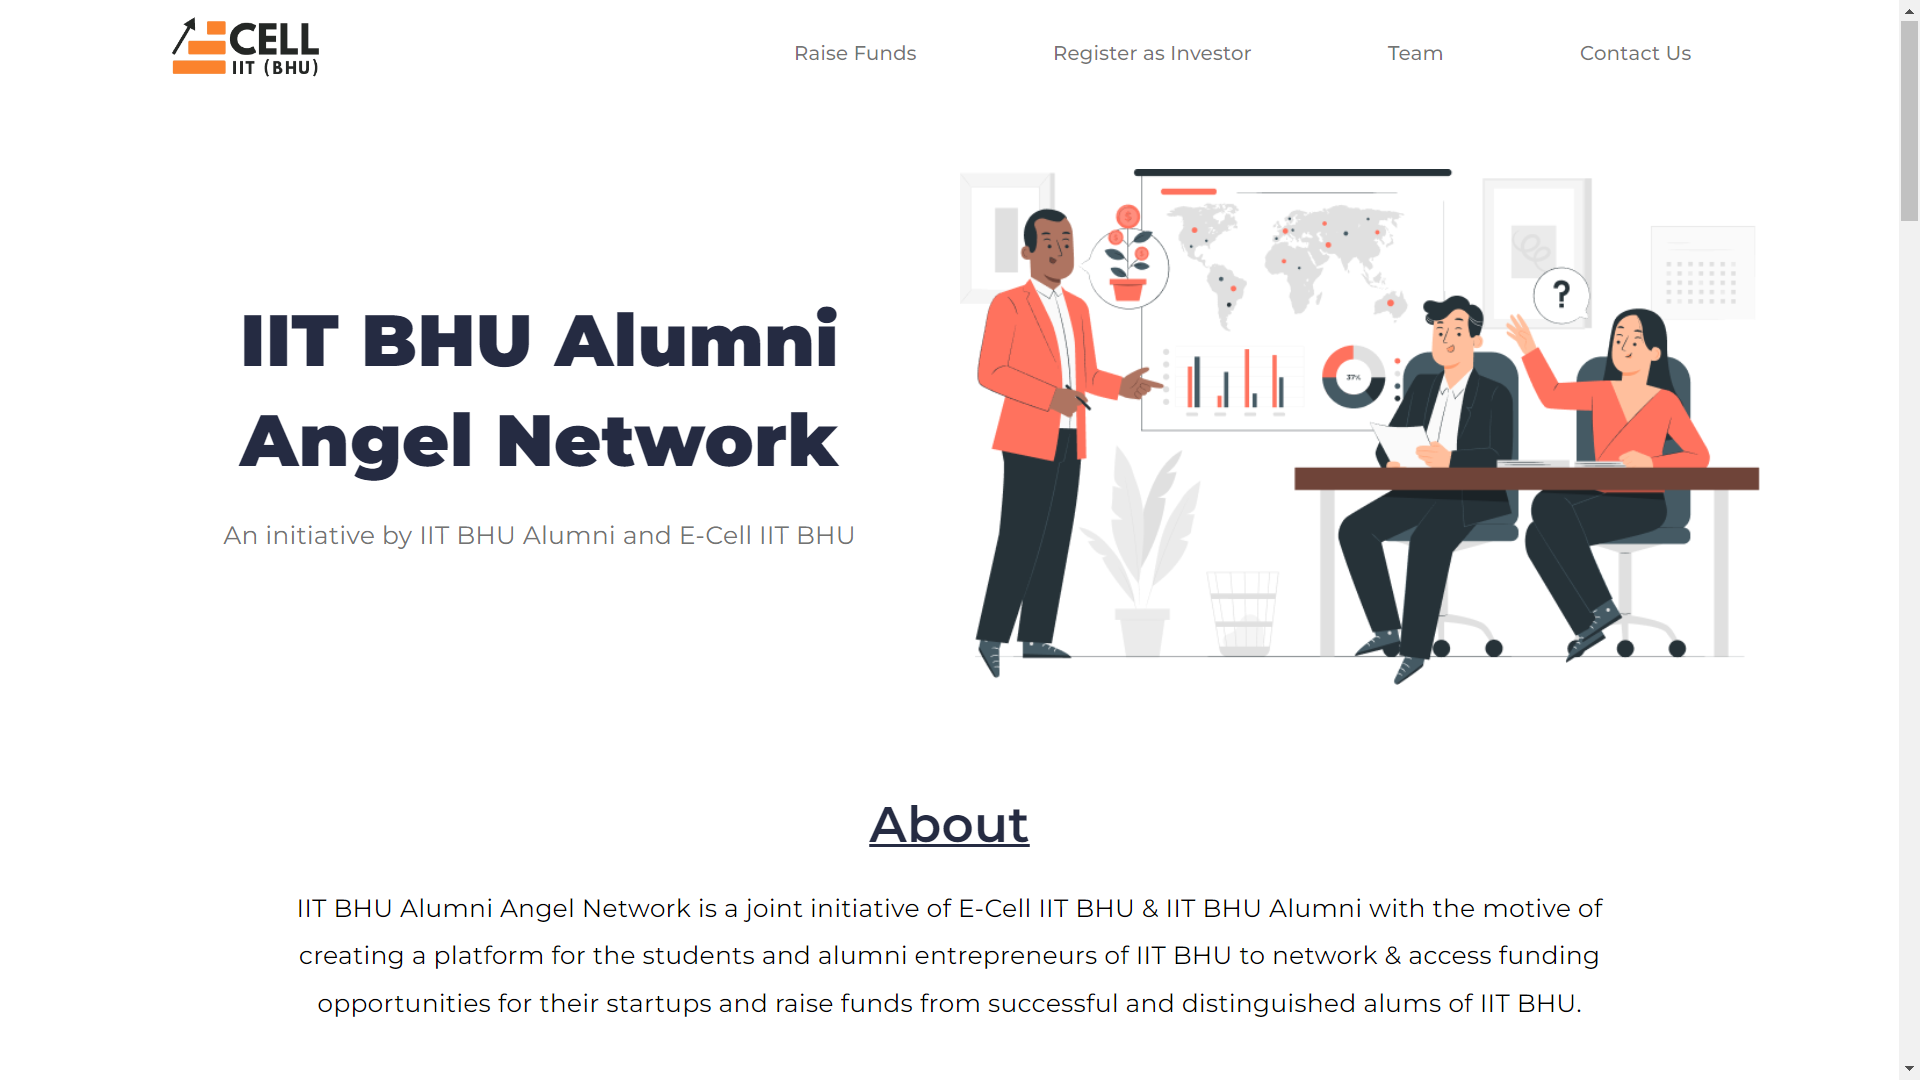 CELL
IIT (BHU)
Raise Funds
Register as Investor
Team
Contact Us
IIT BHU Alumni
Angel Network
An initiative by IIT BHU Alumni and E-Cell IIT BHU
$
$
$
?
37%
About
IIT BHU Alumni Angel Network is a joint initiative of E-Cell IIT BHU & IIT BHU Alumni with the motive of
creating a platform for the students and alumni entrepreneurs of IIT BHU to network & access funding
opportunities for their startups and raise funds from successful and distinguished alums of IIT BHU.